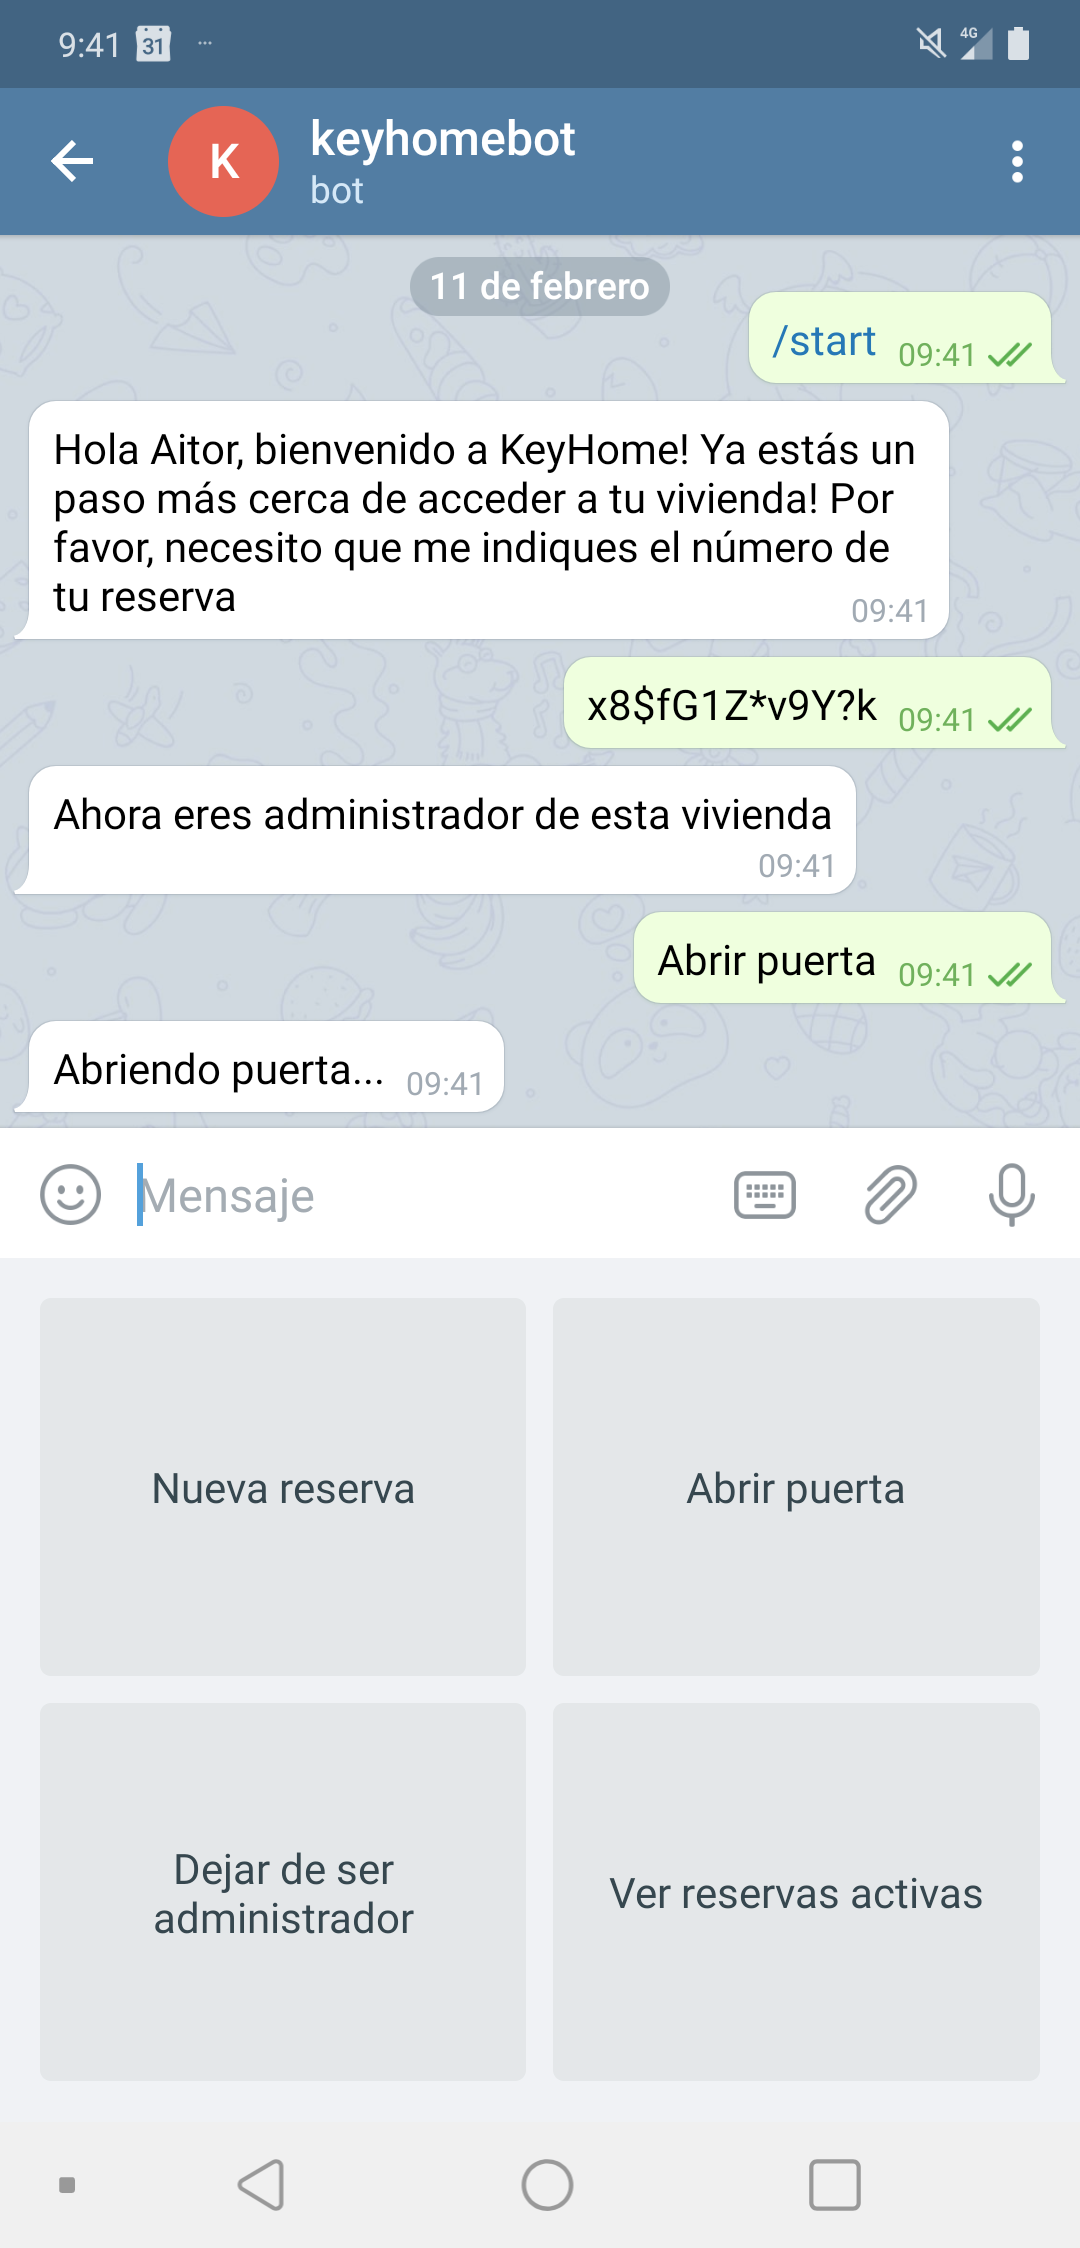 9:41 31 ...
4G
K
keyhomebot
bot
11 de febrero
/start 09:41
Hola Aitor, bienvenido a KeyHome! Ya estás un
paso más cerca de acceder a tu vivienda! Por
favor, necesito que me indiques el número de
tu reserva
09:41
x8$fG1Z*v9Y?k 09:41
Ahora eres administrador de esta vivienda
09:41
Abrir puerta 09:41
Abriendo puerta... 09:41
Mensaje
Nueva reserva
Abrir puerta
Dejar de ser
administrador
Ver reservas activas